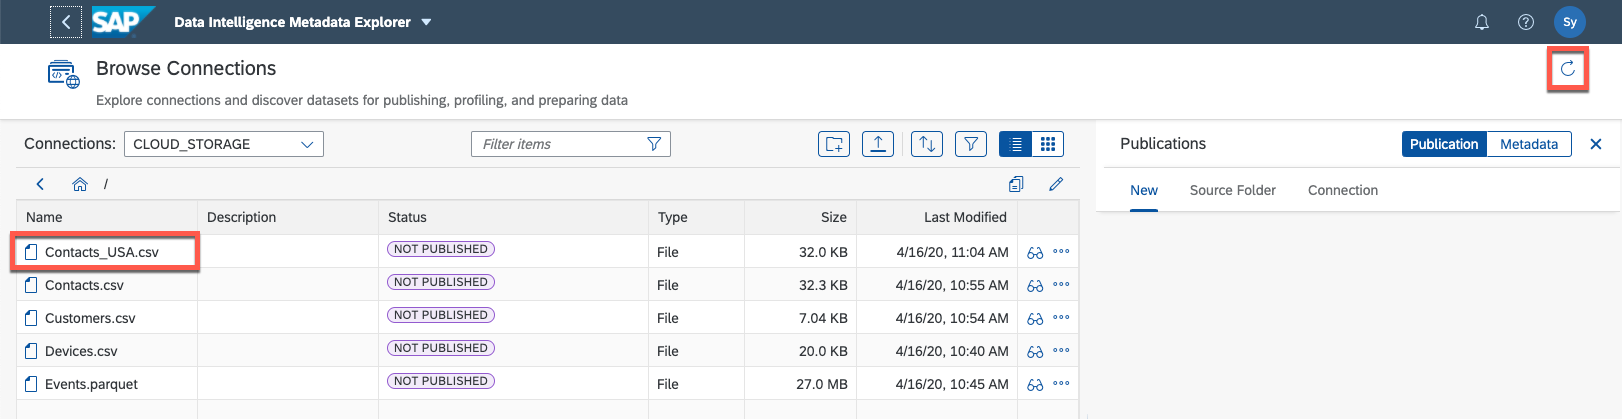 SAP Data Intelligence Metadata Explorer Sy
Browse Connections
Explore connections and discover datasets for publishing, profiling, and preparing data
Connections: CLOUD_STORAGE Filter items
Publications Publication Metadata
/
New Source Folder Connection
Name Description Status Type Size Last Modified
Contacts_USA.csv NOT PUBLISHED File 32.0 KB 4/16/20, 11:04 AM
Contacts.csv NOT PUBLISHED File 32.3 KB 4/16/20, 10:55 AM
Customers.csv NOT PUBLISHED File 7.04 KB 4/16/20, 10:54 AM
Devices.csv NOT PUBLISHED File 20.0 KB 4/16/20, 10:40 AM
Events.parquet NOT PUBLISHED File 27.0 MB 4/16/20, 10:45 AM